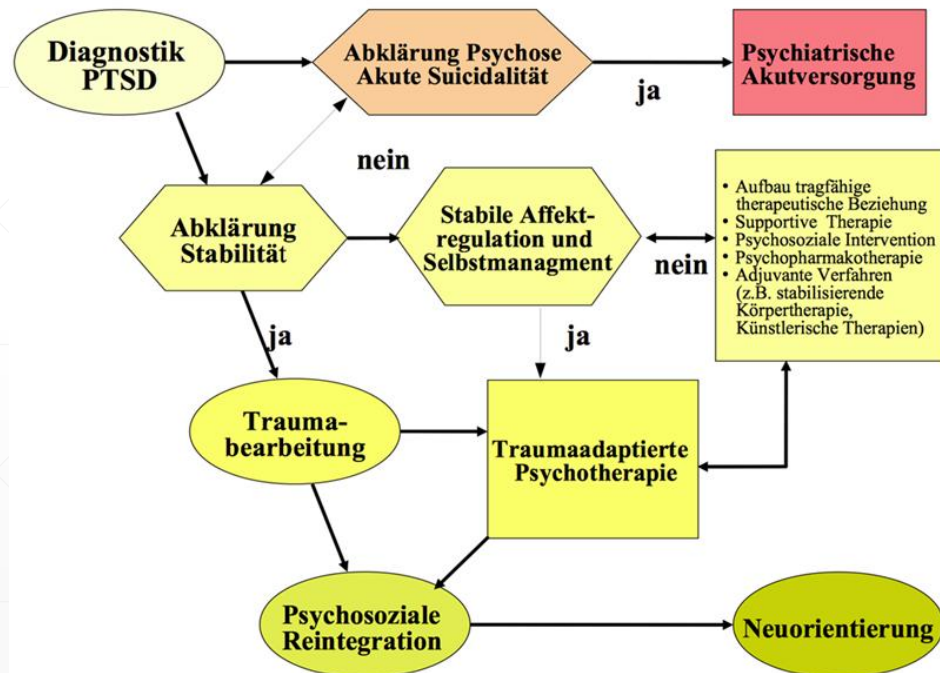 Diagnostik
PTSD
Abklärung Psychose
Akute Suicidalität
ja
Psychiatrische
Akutversorgung
nein
Abklärung
Stabilität
Stabile Affekt-
regulation und
Selbstmanagment
nein
• Aufbau tragfähige
therapeutische Beziehung
• Supportive Therapie
• Psychosoziale Intervention
• Psychopharmakotherapie
• Adjuvante Verfahren
(z.B. stabilisierende
Körpertherapie,
Künstlerische Therapien)
ja
ja
Trauma-
bearbeitung
Traumaadaptierte
Psychotherapie
Psychosoziale
Reintegration
Neuorientierung